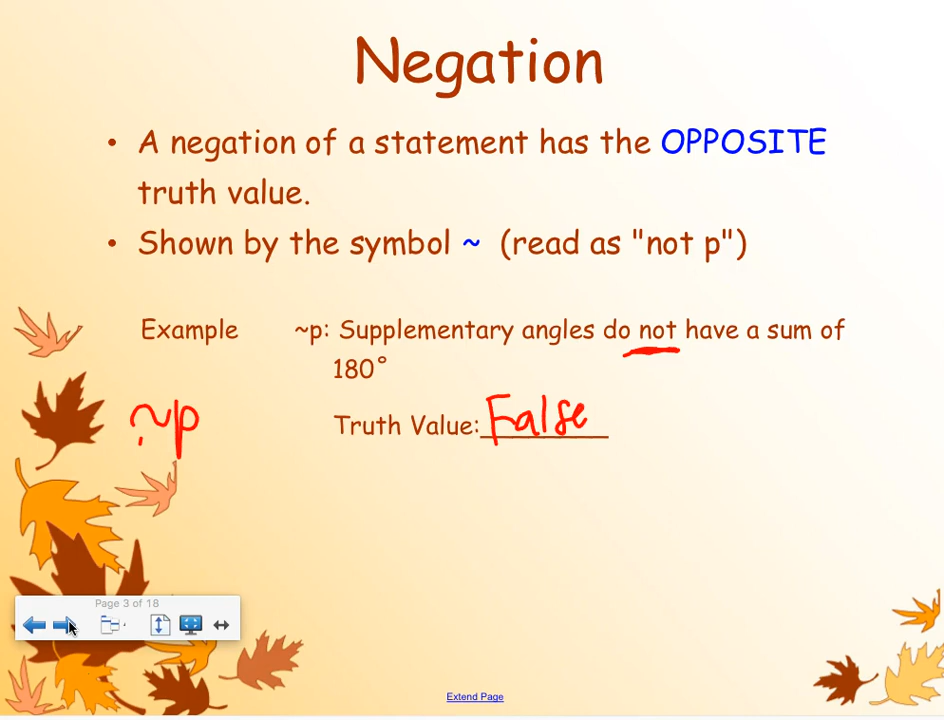 Negation
• A negation of a statement has the OPPOSITE
truth value.
• Shown by the symbol ~ (read as "not p")
Example ~p: Supplementary angles do not have a sum of
180°
~p
Truth Value: False
Page 3 of 18
Extend Page